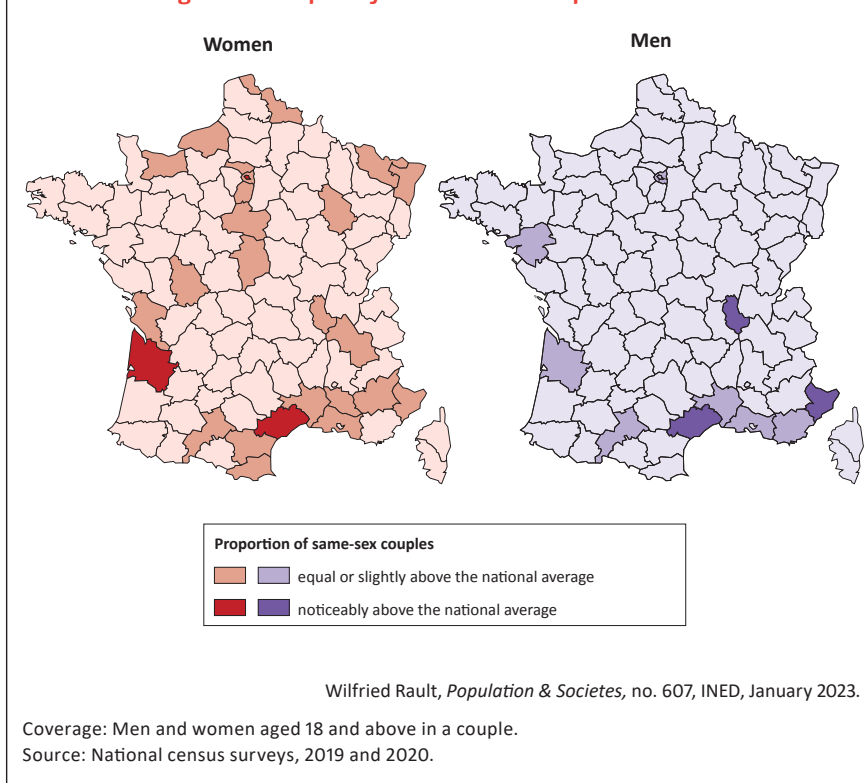 Women
Men
Proportion of same-sex couples
equal or slightly above the national average
noticeably above the national average
Wilfried Rault, Population & Societes, no. 607, INED, January 2023.
Coverage: Men and women aged 18 and above in a couple.
Source: National census surveys, 2019 and 2020.